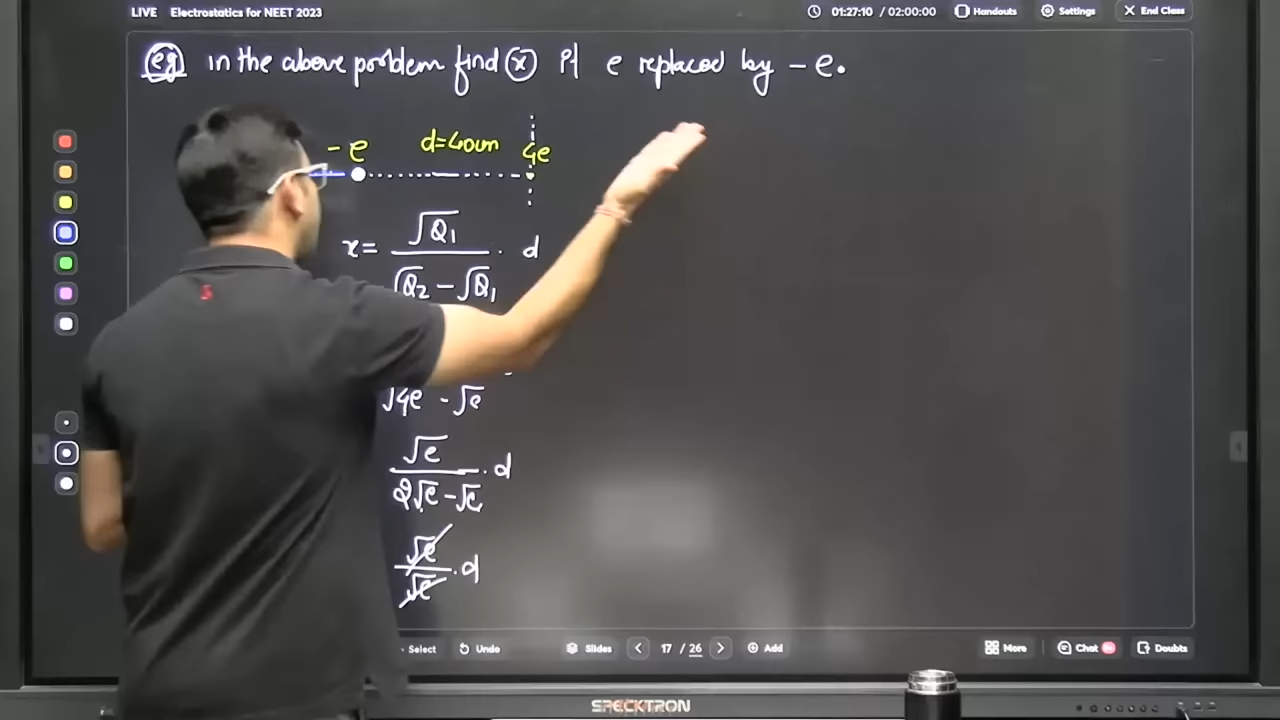 LIVE Electrostatics for NEET 2023 01:27:10 / 02:00:00 Handouts Settings End Class
eg in the above problem find (x) if e replaced by - e.
- e d=40cm 4e
x = √Q₁ / √Q₂ - √Q₁ . d
√4e - √e
√e / 2√e - √e . d
√e / √e . d
Select Undo Slides 17 / 26 Add More Chat Doubts
SPECKTRON